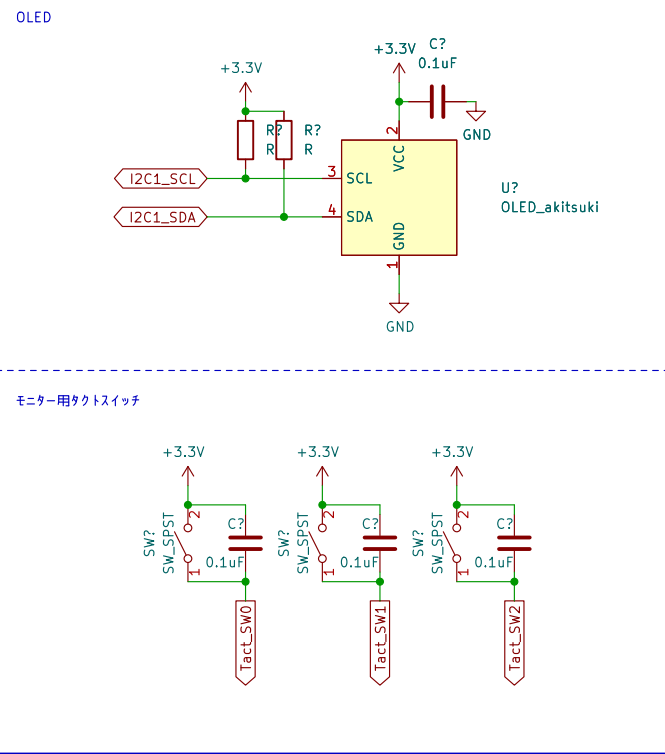 OLED
+3.3V
C?
0.1uF
+3.3V
GND
R?
R
R?
R
2
VCC
I2C1_SCL
3
SCL
U?
OLED_akitsuki
I2C1_SDA
4
SDA
GND
1
GND
モニター用タクトスイッチ
+3.3V
+3.3V
+3.3V
SW?
SW_SPST
2
1
C?
0.1uF
SW?
SW_SPST
2
1
C?
0.1uF
SW?
SW_SPST
2
1
C?
0.1uF
Tact_SW0
Tact_SW1
Tact_SW2